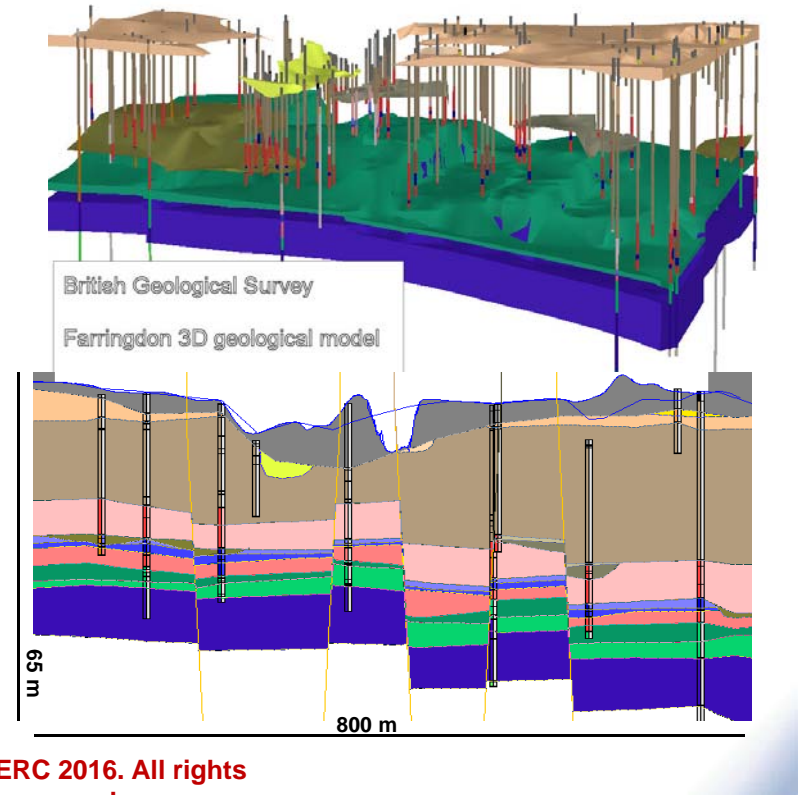 British Geological Survey
Farringdon 3D geological model
65 m
800 m
ERC 2016. All rights